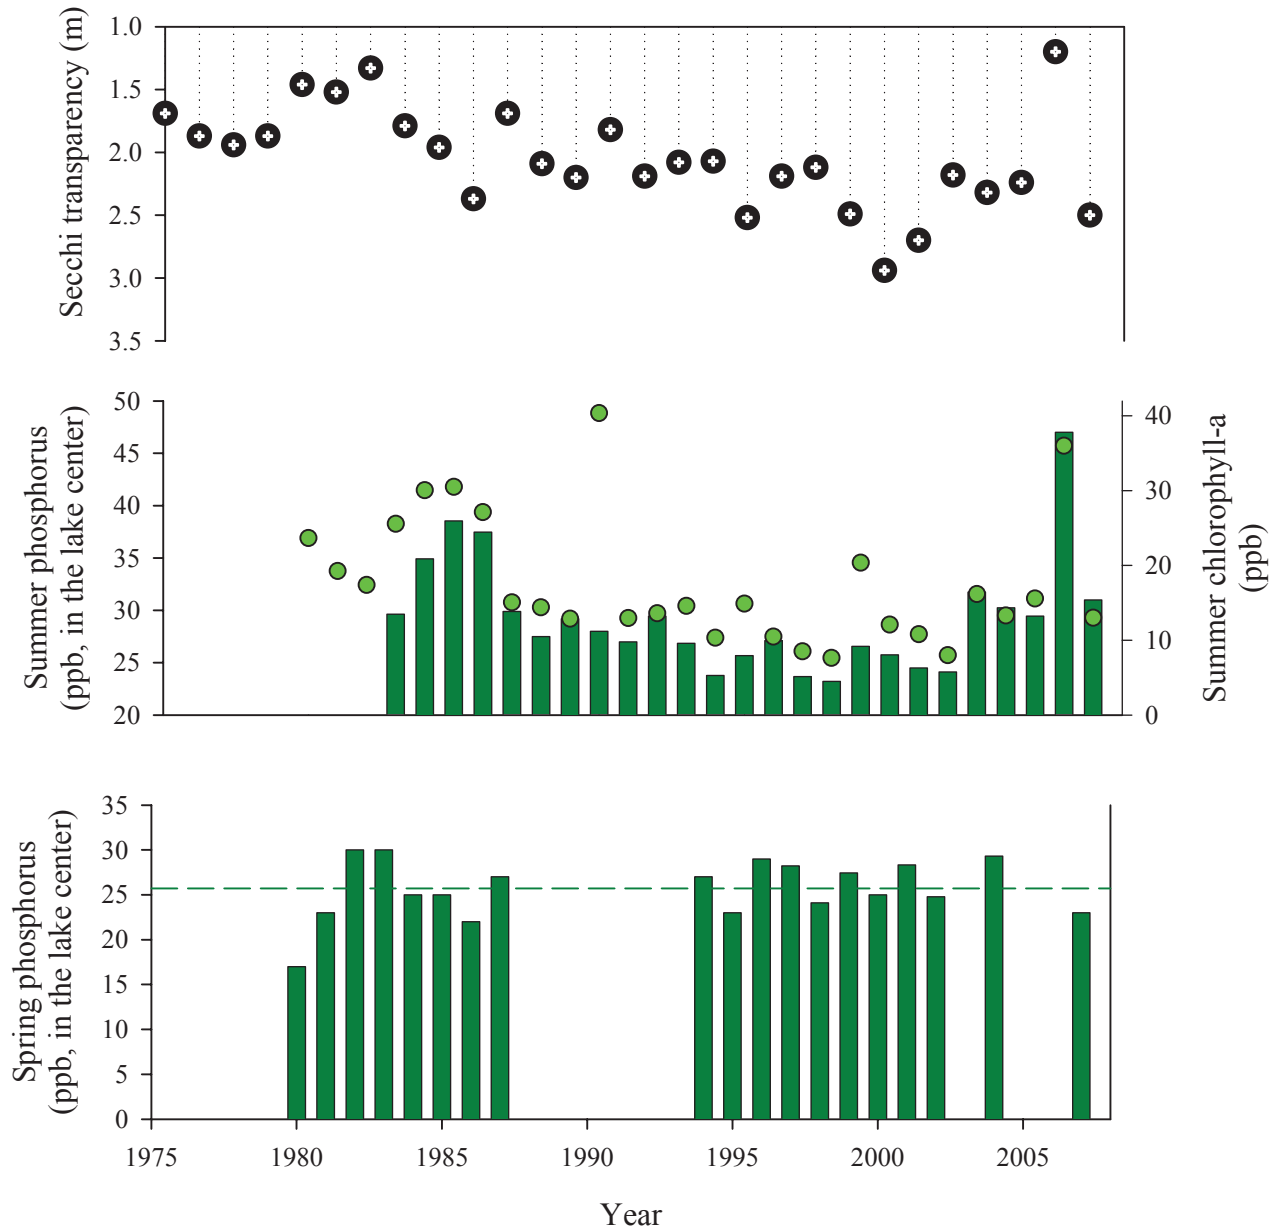 Secchi transparency (m)
1.0
1.5
2.0
2.5
3.0
3.5
Summer phosphorus
(ppb, in the lake center)
50
45
40
35
30
25
20
40
30
20
10
0
Summer chlorophyll-a
(ppb)
Spring phosphorus
(ppb, in the lake center)
35
30
25
20
15
10
5
0
1975 1980 1985 1990 1995 2000 2005
Year